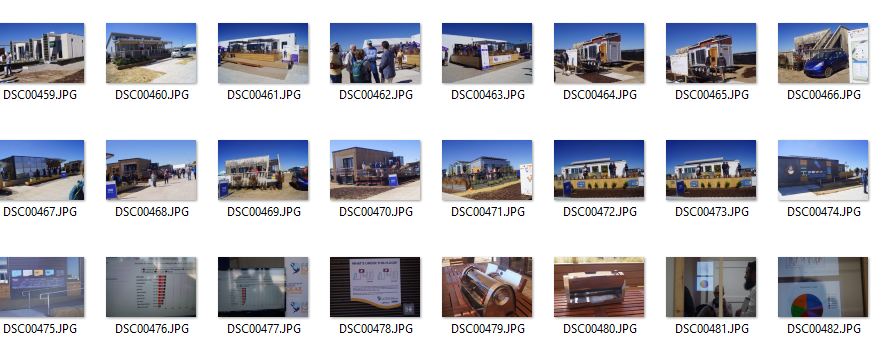 DSC00459.JPG DSC00460.JPG DSC00461.JPG DSC00462.JPG DSC00463.JPG DSC00464.JPG DSC00465.JPG DSC00466.JPG
DSC00467.JPG DSC00468.JPG DSC00469.JPG DSC00470.JPG DSC00471.JPG DSC00472.JPG DSC00473.JPG DSC00474.JPG
DSC00475.JPG DSC00476.JPG DSC00477.JPG DSC00478.JPG DSC00479.JPG DSC00480.JPG DSC00481.JPG DSC00482.JPG